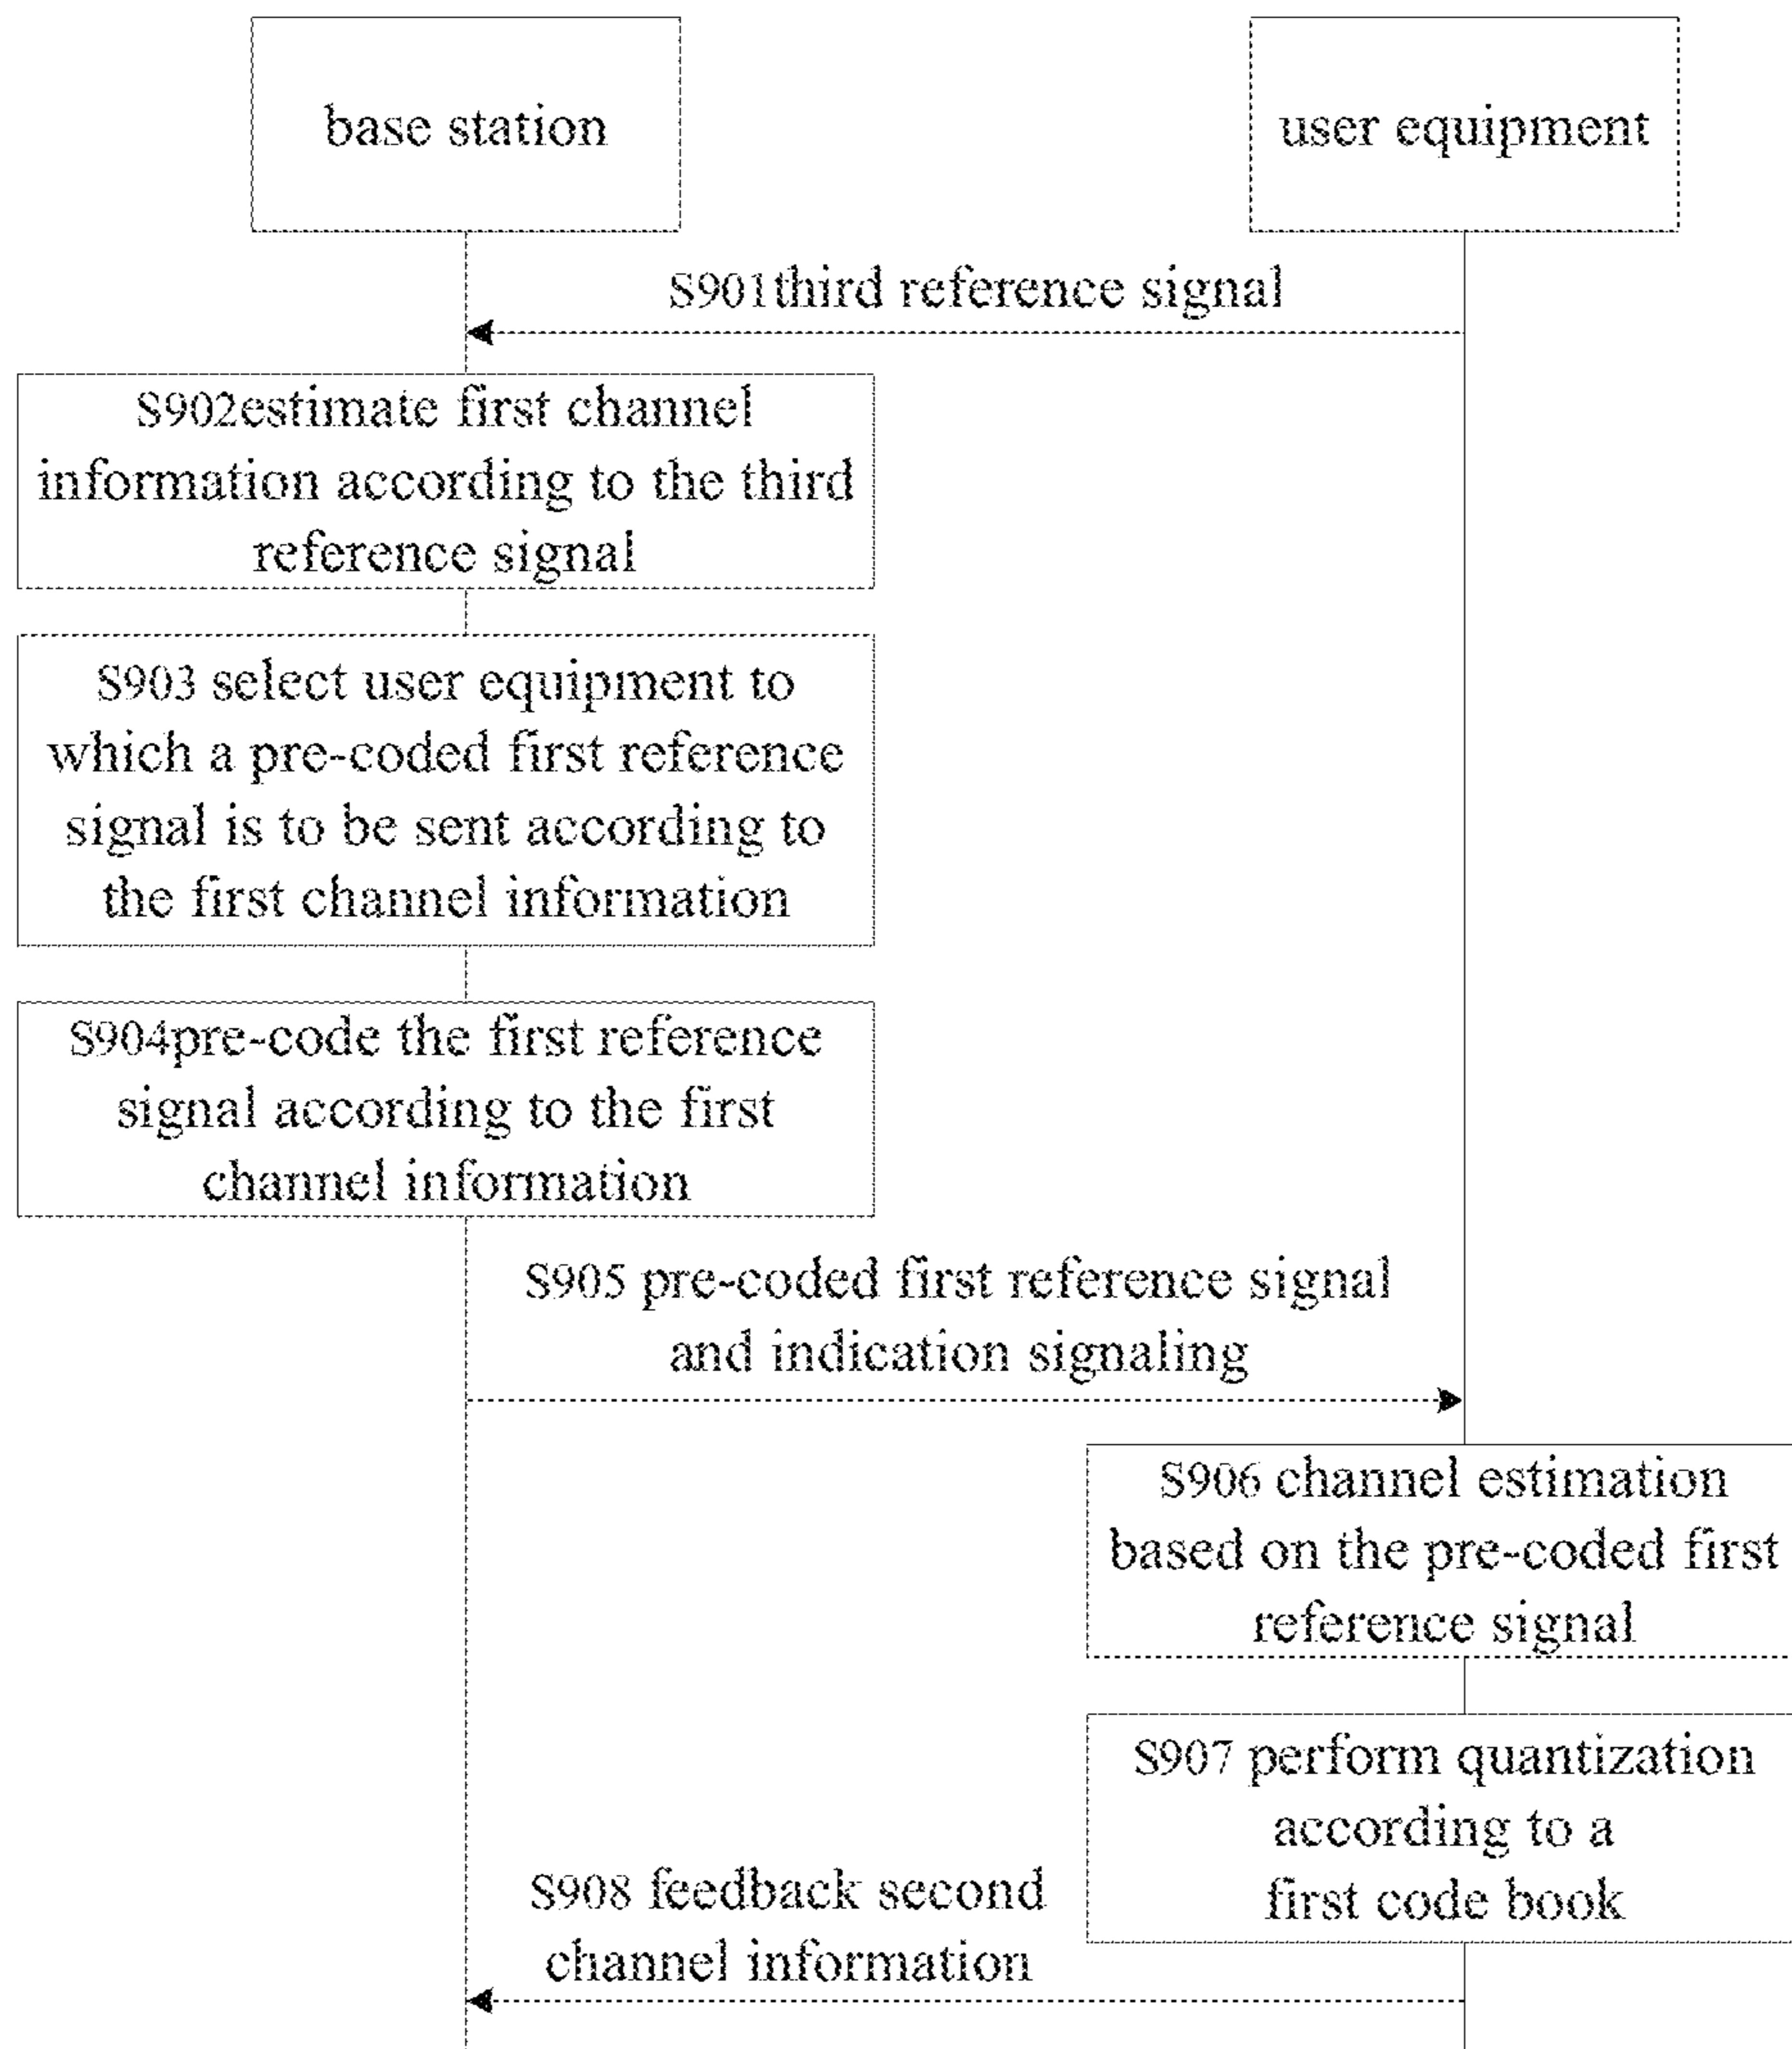 base station
user equipment
S901third reference signal
S902estimate first channel
information according to the third
reference signal
S903 select user equipment to
which a pre-coded first reference
signal is to be sent according to
the first channel information
S904pre-code the first reference
signal according to the first
channel information
S905 pre-coded first reference signal
and indication signaling
S906 channel estimation
based on the pre-coded first
reference signal
S907 perform quantization
according to a
first code book
S908 feedback second
channel information